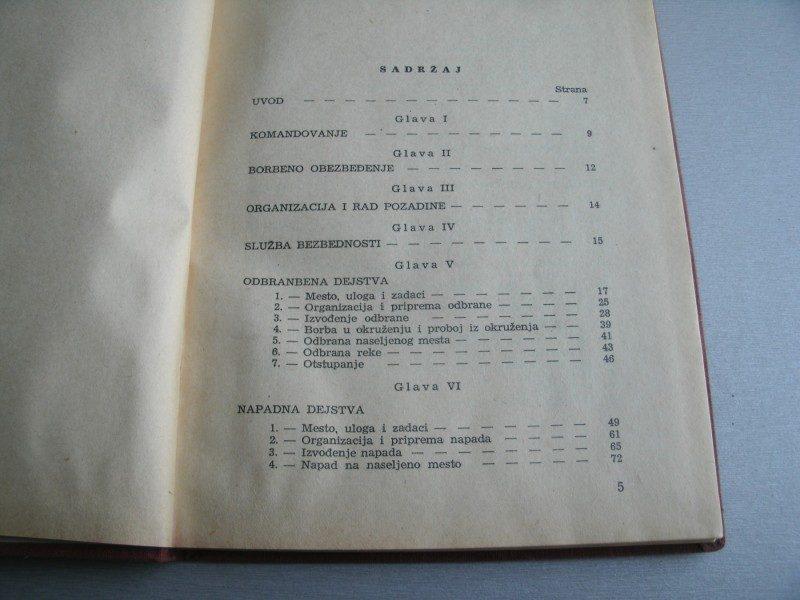 SADRŽAJ
Strana
UVOD — — — — — — — — — — — — — 7
Glava I
KOMANDOVANJE — — — — — — — — — — 9
Glava II
BORBENO OBEZBEĐENJE — — — — — — — — 12
Glava III
ORGANIZACIJA I RAD POZADINE — — — — — — 14
Glava IV
SLUŽBA BEZBEDNOSTI — — — — — — — — — 15
Glava V
ODBRANBENA DEJSTVA
1. — Mesto, uloga i zadaci — — — — — — — 17
2. — Organizacija i priprema odbrane — — — — 25
3. — Izvođenje odbrane — — — — — — — 28
4. — Borba u okruženju i proboj iz okruženja — — 39
5. — Odbrana naseljenog mesta — — — — — — 41
6. — Odbrana reke — — — — — — — — — 43
7. — Otstupanje — — — — — — — — — 46
Glava VI
NAPADNA DEJSTVA
1. — Mesto, uloga i zadaci — — — — — — — 49
2. — Organizacija i priprema napada — — — — 61
3. — Izvođenje napada — — — — — — — — 65
4. — Napad na naseljeno mesto — — — — — 72
5